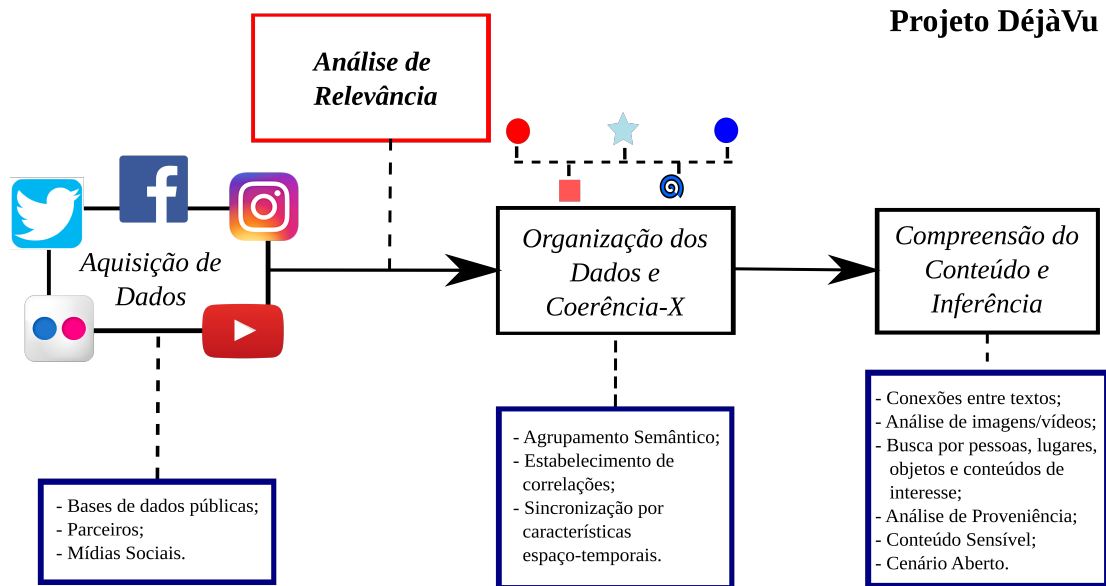 Projeto DéjàVu
Análise de
Relevância
Aquisição de
Dados
Organização dos
Dados e
Coerência-X
Compreensão do
Conteúdo e
Inferência
- Bases de dados públicas;
- Parceiros;
- Mídias Sociais.
- Agrupamento Semântico;
- Estabelecimento de
correlações;
- Sincronização por
características
espaço-temporais.
- Conexões entre textos;
- Análise de imagens/vídeos;
- Busca por pessoas, lugares,
objetos e conteúdos de
interesse;
- Análise de Proveniência;
- Conteúdo Sensível;
- Cenário Aberto.